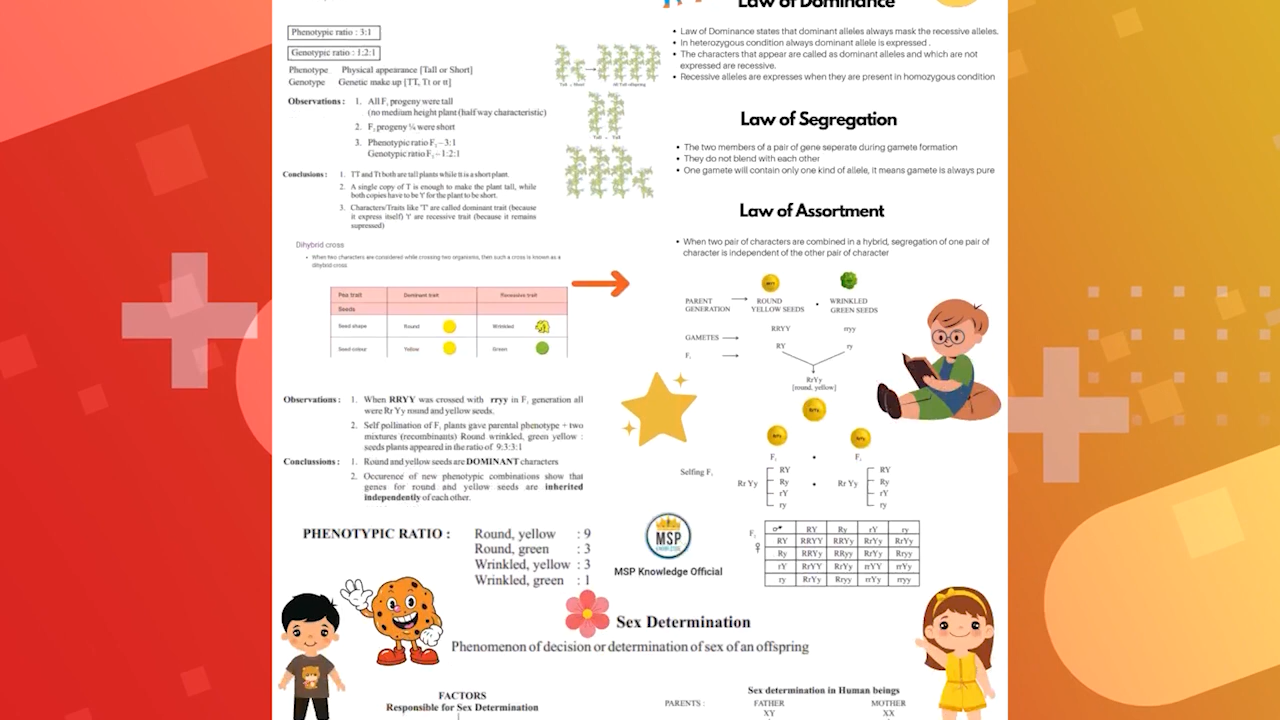 Phenotypic ratio : 3:1
Genotypic ratio : 1:2:1
Phenotype Physical appearance [Tall or Short]
Genotype Genetic make up [TT, Tt or tt]
Observations : 1. All F1 progeny were tall
(no medium height plant (half way characteristic)
2. F2 progeny ¼ were short
3. Phenotypic ratio F2 – 3:1
Genotypic ratio F2 – 1:2:1
Conclusions : 1. TT and Tt both are tall plants while tt is a short plant.
2. A single copy of T is enough to make the plant tall, while
both copies have to be 't' for the plant to be short.
3. Characters/Traits like 'T' are called dominant trait (because
it express itself) 't' are recessive trait (because it remains
supressed)
Tall x Short All Tall offspring
Tall x Tall
Dihybrid cross
• When two characters are considered while crossing two organisms, then such a cross is known as a
dihybrid cross
Pea trait Dominant trait Recessive trait
Seeds
Seed shape Round Wrinkled
Seed colour Yellow Green
Observations : 1. When RRYY was crossed with rryy in F1 generation all
were Rr Yy round and yellow seeds.
2. Self pollination of F1 plants gave parental phenotype + two
mixtures (recombinants) Round wrinkled, green yellow :
seeds plants appeared in the ratio of 9:3:3:1
Conclussions : 1. Round and yellow seeds are DOMINANT characters
2. Occurence of new phenotypic combinations show that
genes for round and yellow seeds are inherited
independently of each other.
PHENOTYPIC RATIO : Round, yellow : 9
Round, green : 3
Wrinkled, yellow : 3
Wrinkled, green : 1
Law of Dominance
• Law of Dominance states that dominant alleles always mask the recessive alleles.
• In heterozygous condition always dominant allele is expressed .
• The characters that appear are called as dominant alleles and which are not
expressed are recessive.
• Recessive alleles are expresses when they are present in homozygous condition
Law of Segregation
• The two members of a pair of gene seperate during gamete formation
• They do not blend with each other
• One gamete will contain only one kind of allele, it means gamete is always pure
Law of Assortment
• When two pair of characters are combined in a hybrid, segregation of one pair of
character is independent of the other pair of character
PARENT ROUND WRINKLED
GENERATION YELLOW SEEDS GREEN SEEDS
RRYY rryy
GAMETES RY ry
F1
RrYy
[round, yellow]
F1 F1
Selfing F1
Rr Yy RY Ry rY ry
Rr Yy RY Ry rY ry
F2
RY Ry rY ry
RY RRYY RRYy RrYy RrYy
Ry RRYy RRyy RrYy Rryy
rY RrYY RrYy rrYY rrYy
ry RrYy Rryy rrYy rryy
MSP
MSP Knowledge Official
Sex Determination
Phenomenon of decision or determination of sex of an offspring
FACTORS
Responsible for Sex Determination
Sex determination in Human beings
PARENTS : FATHER MOTHER
XY XX